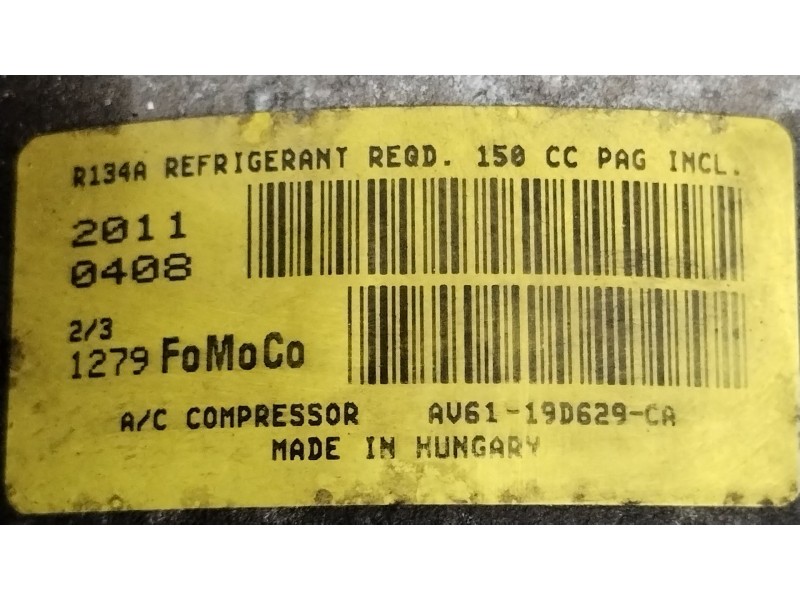 R134A REFRIGERANT REQD. 150 CC PAG INCL.
2011
0408
2/3
1279 FoMoCo
A/C COMPRESSOR AV61-19D629-CA
MADE IN HUNGARY